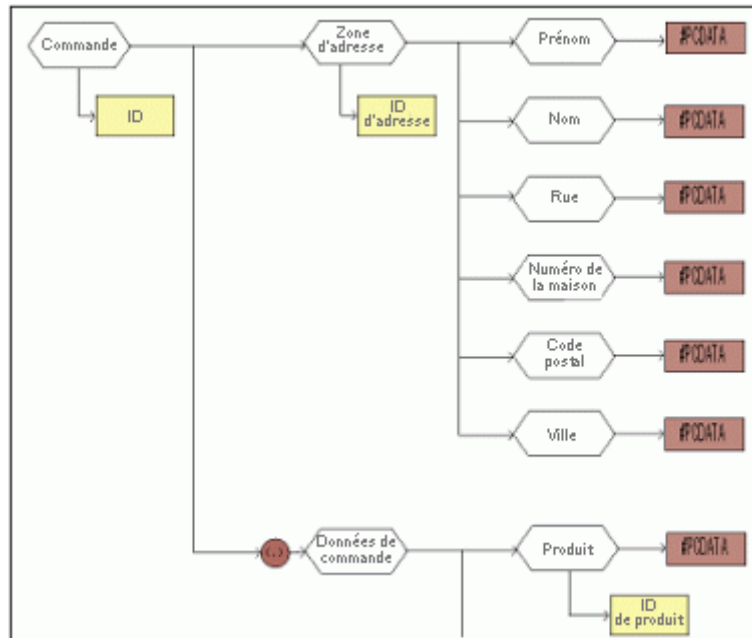 Commande
ID
Zone
d'adresse
ID
d'adresse
Prénom
#PCDATA
Nom
#PCDATA
Rue
#PCDATA
Numéro de
la maison
#PCDATA
Code
postal
#PCDATA
Ville
#PCDATA
Données de
commande
Produit
#PCDATA
ID
de produit